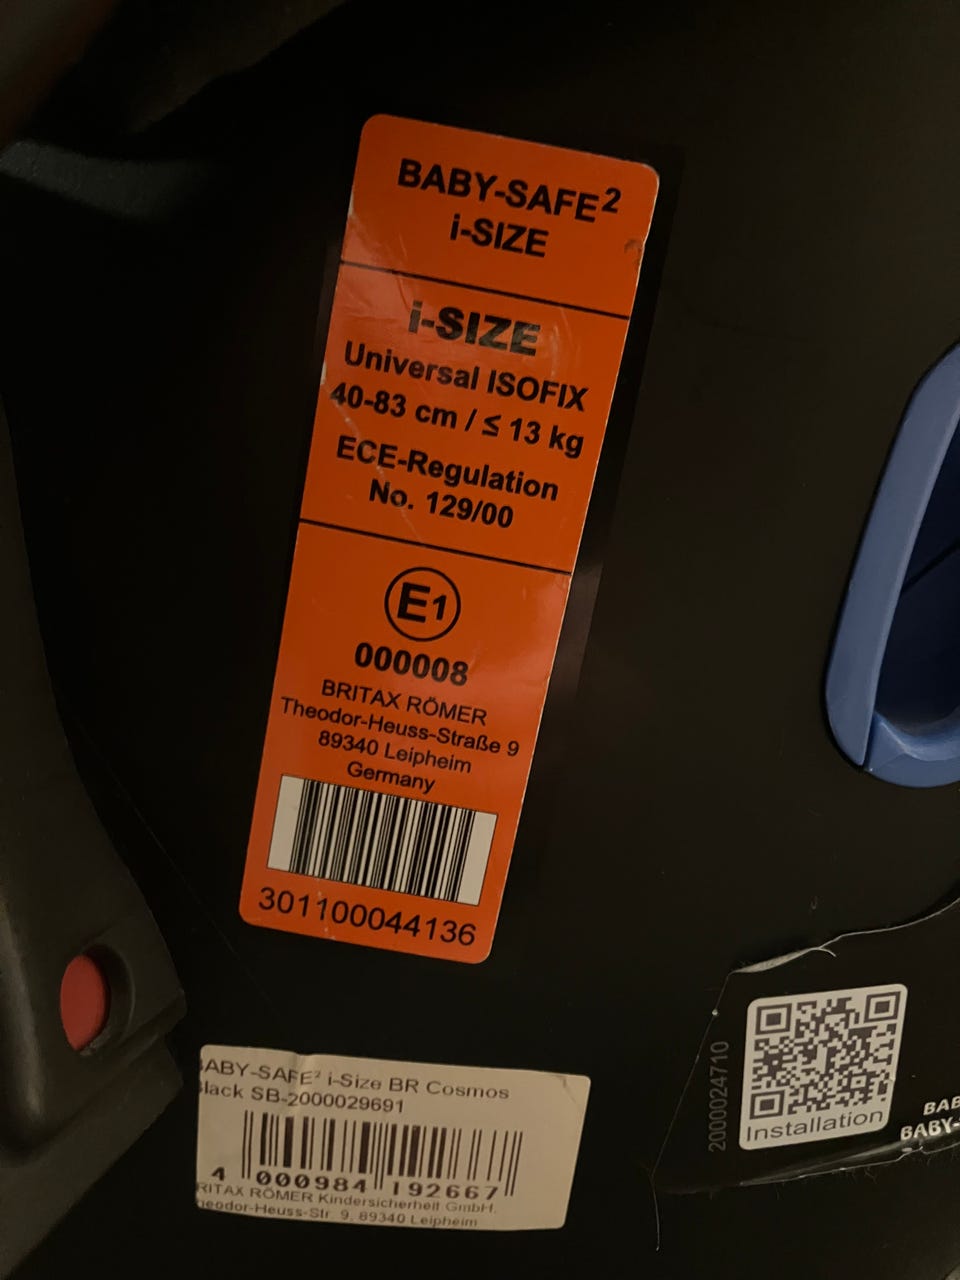 BABY-SAFE²
i-SIZE
i-SIZE
Universal ISOFIX
40-83 cm / ≤ 13 kg
ECE-Regulation
No. 129/00
E1
000008
BRITAX RÖMER
Theodor-Heuss-Straße 9
89340 Leipheim
Germany
301100044136
ABY-SAFE² i-Size BR Cosmos
lack SB-2000029691
4 000984 192667
RITAX RÖMER Kindersicherheit GmbH,
heodor-Heuss-Str. 9, 89340 Leipheim
2000024710
Installation
BAB
BABY-